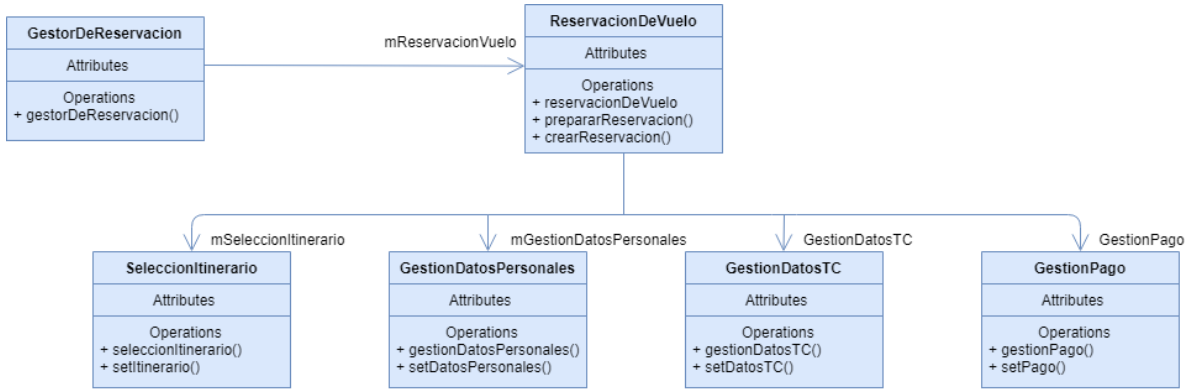 GestorDeReservacion
Attributes
Operations
+ gestorDeReservacion()
mReservacionVuelo
ReservacionDeVuelo
Attributes
Operations
+ reservacionDeVuelo
+ prepararReservacion()
+ crearReservacion()
mSeleccionItinerario
mGestionDatosPersonales
GestionDatosTC
GestionPago
SeleccionItinerario
Attributes
Operations
+ seleccionItinerario()
+ setItinerario()
GestionDatosPersonales
Attributes
Operations
+ gestionDatosPersonales()
+ setDatosPersonales()
GestionDatosTC
Attributes
Operations
+ gestionDatosTC()
+ setDatosTC()
GestionPago
Attributes
Operations
+ gestionPago()
+ setPago()